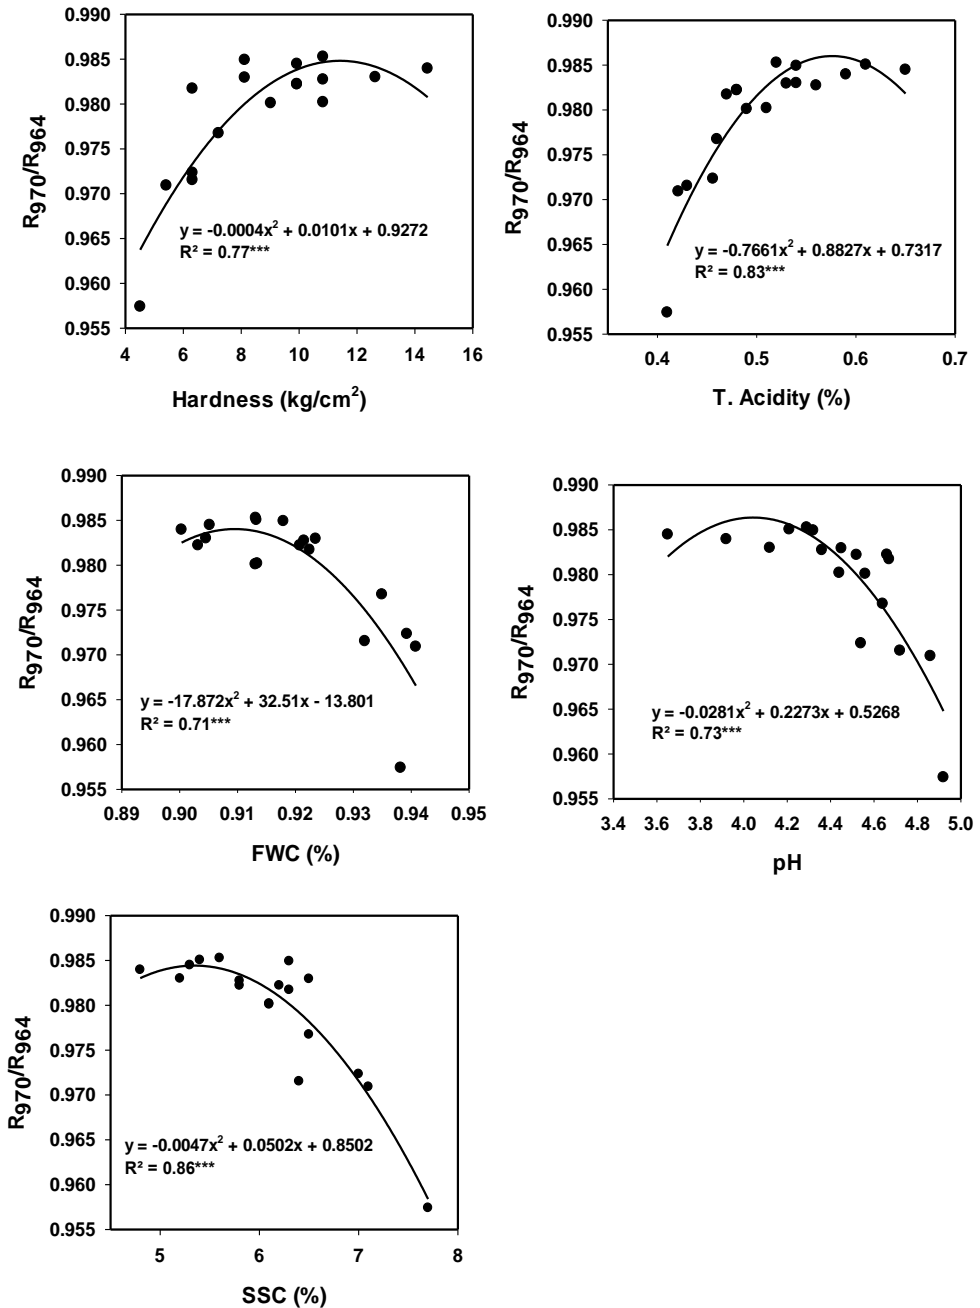 0.990
0.985
0.980
0.975
0.970
0.965
0.960
0.955
R970/R964
y = -0.0004x² + 0.0101x + 0.9272
R² = 0.77***
4 6 8 10 12 14 16
Hardness (kg/cm²)
0.990
0.985
0.980
0.975
0.970
0.965
0.960
0.955
R970/R964
y = -0.7661x² + 0.8827x + 0.7317
R² = 0.83***
0.4 0.5 0.6 0.7
T. Acidity (%)
0.990
0.985
0.980
0.975
0.970
0.965
0.960
0.955
R970/R964
y = -17.872x² + 32.51x - 13.801
R² = 0.71***
0.89 0.90 0.91 0.92 0.93 0.94 0.95
FWC (%)
0.990
0.985
0.980
0.975
0.970
0.965
0.960
0.955
R970/R964
y = -0.0281x² + 0.2273x + 0.5268
R² = 0.73***
3.4 3.6 3.8 4.0 4.2 4.4 4.6 4.8 5.0
pH
0.990
0.985
0.980
0.975
0.970
0.965
0.960
0.955
R970/R964
y = -0.0047x² + 0.0502x + 0.8502
R² = 0.86***
5 6 7 8
SSC (%)